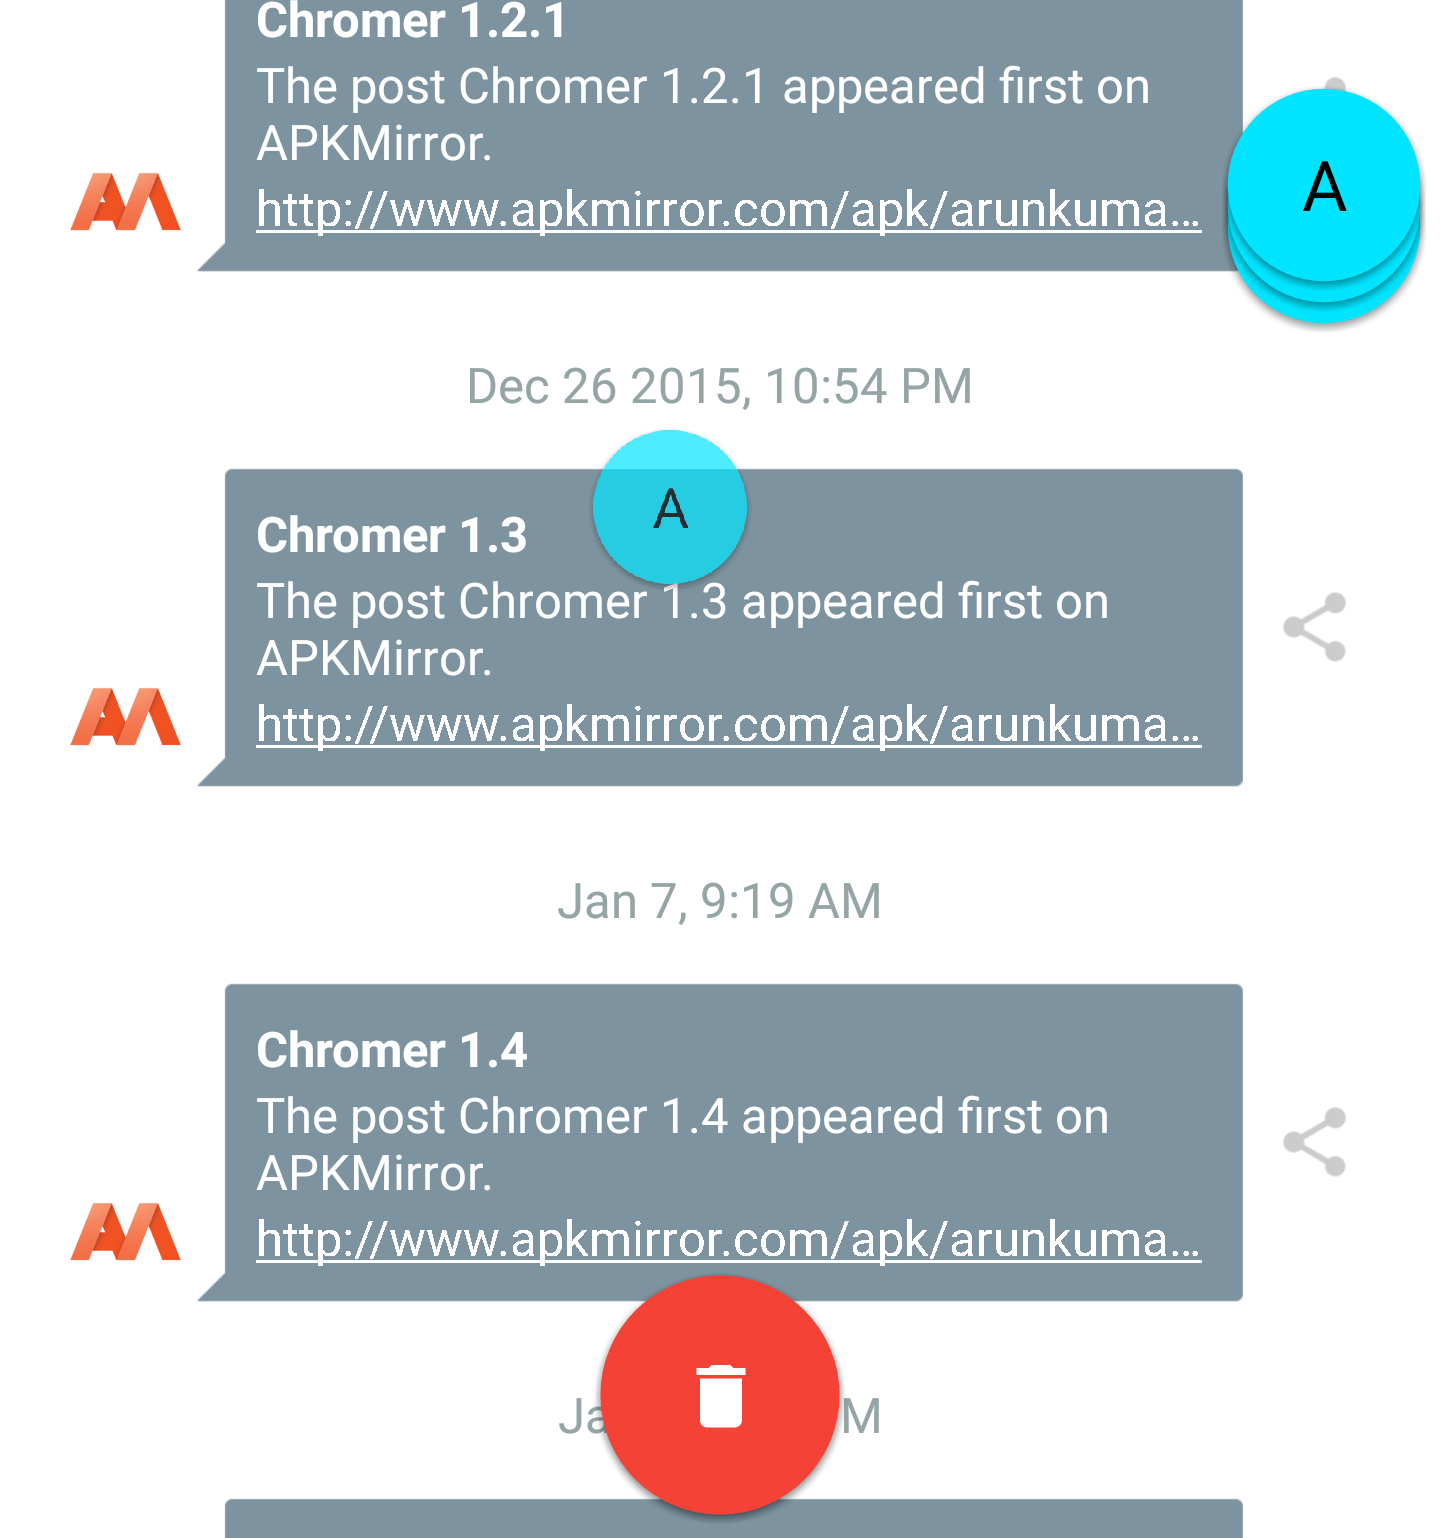 Chromer 1.2.1
The post Chromer 1.2.1 appeared first on
APKMirror.
http://www.apkmirror.com/apk/arunkuma...
A
Dec 26 2015, 10:54 PM
A
Chromer 1.3
The post Chromer 1.3 appeared first on
APKMirror.
http://www.apkmirror.com/apk/arunkuma...
Jan 7, 9:19 AM
Chromer 1.4
The post Chromer 1.4 appeared first on
APKMirror.
http://www.apkmirror.com/apk/arunkuma...